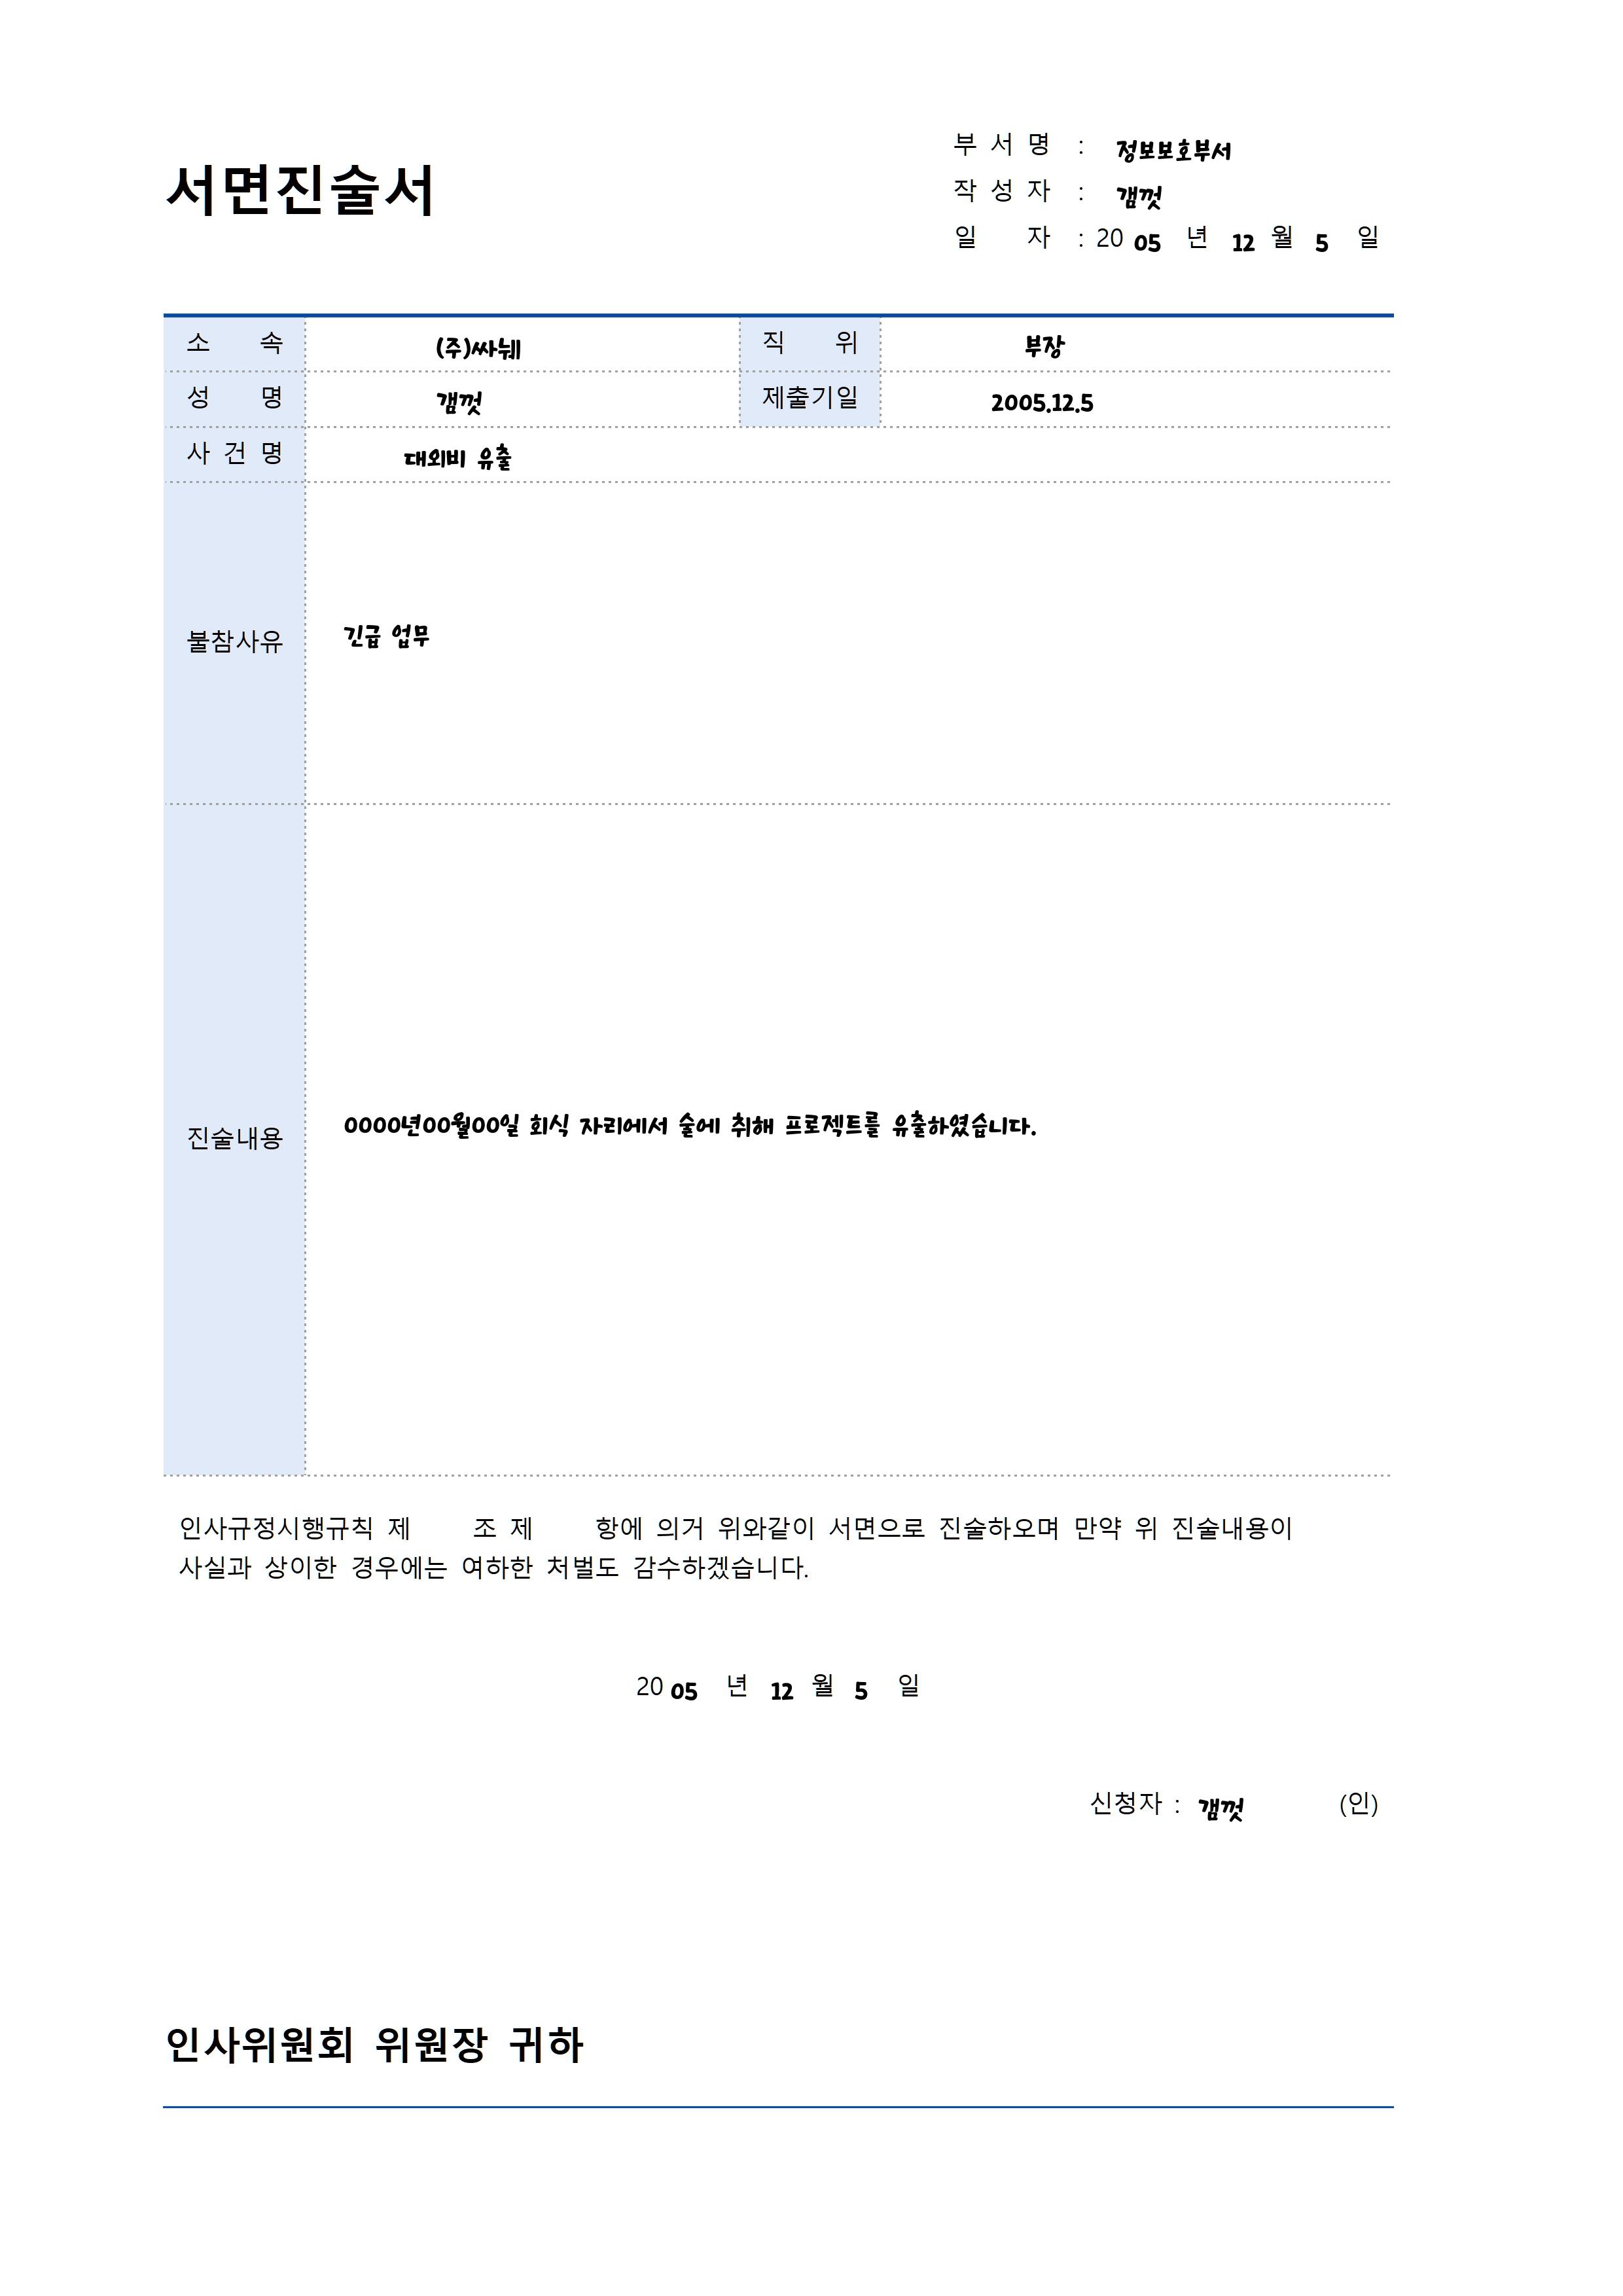 서면진술서
부 서 명 : 정보보호부서
작 성 자 : 갬껏
일 자 : 20 05 년 12 월 5 일
소 속 (주)싸눼 직 위 부장
성 명 갬껏 제출기일 2005.12.5
사 건 명 대외비 유출
불참사유 긴급 업무
진술내용 0000년00월00일 회식 자리에서 술에 취해 프로젝트를 유출하였습니다.
인사규정시행규칙 제 조 제 항에 의거 위와같이 서면으로 진술하오며 만약 위 진술내용이
사실과 상이한 경우에는 여하한 처벌도 감수하겠습니다.
20 05 년 12 월 5 일
신청자 : 갬껏 (인)
인사위원회 위원장 귀하